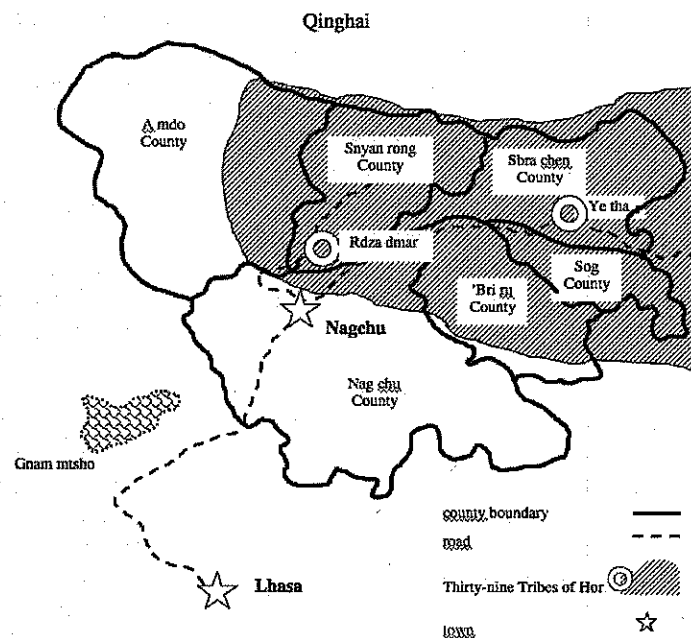 Qinghai
A mdo
County
Snyan rong
County
Sbra chen
County
Ye tha
Rdza dmar
Sog
County
'Bri ru
County
Nagchu
Nag chu
County
Gnam mtsho
Lhasa
county boundary
road
Thirty-nine Tribes of Hor
town